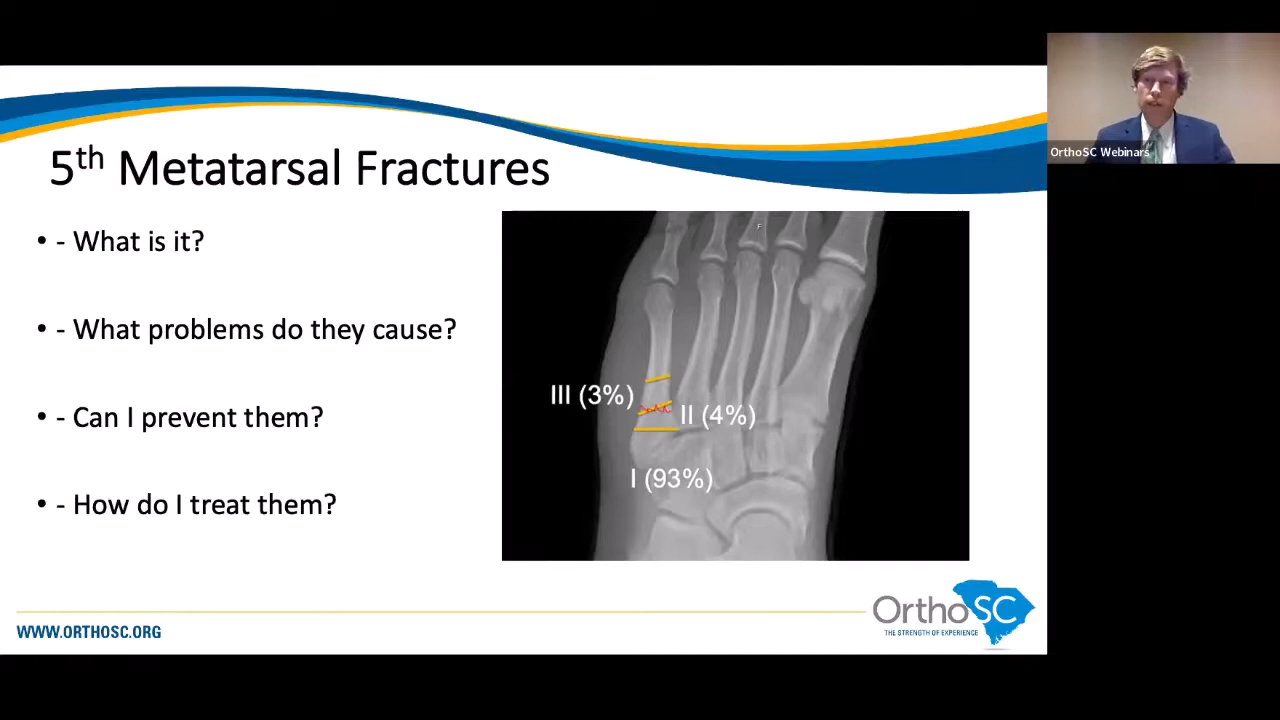 5th Metatarsal Fractures
• - What is it?
• - What problems do they cause?
• - Can I prevent them?
• - How do I treat them?
F
III (3%)
II (4%)
I (93%)
WWW.ORTHOSC.ORG
OrthoSC
THE STRENGTH OF EXPERIENCE
OrthoSC Webinars